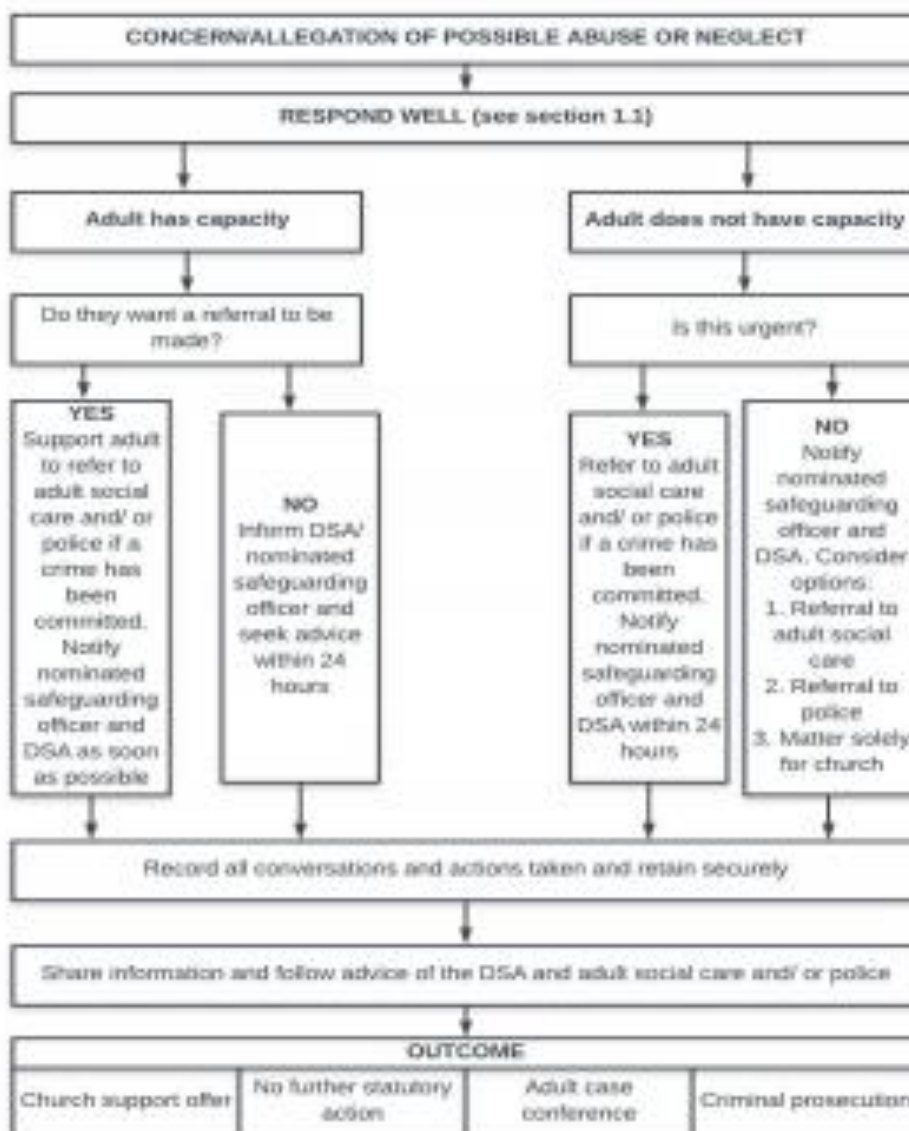 CONCERN/ALLEGATION OF POSSIBLE ABUSE OR NEGLECT
RESPOND WELL (see section 1.1)
Adult has capacity
Adult does not have capacity
Do they want a referral to be
made?
Is this urgent?
YES
Support adult
to refer to
adult social
care and/ or
police if a
crime has
been
committed.
Notify
nominated
safeguarding
officer and
DSA as soon
as possible
NO
Inform DSA/
nominated
safeguarding
officer and
seek advice
within 24
hours
YES
Refer to adult
social care
and/ or police
if a crime has
been
committed.
Notify
nominated
safeguarding
officer and
DSA within 24
hours
NO
Notify
nominated
safeguarding
officer and
DSA. Consider
options:
1. Referral to
adult social
care
2. Referral to
police
3. Matter solely
for church
Record all conversations and actions taken and retain securely
Share information and follow advice of the DSA and adult social care and/ or police
OUTCOME
Church support offer
No further statutory
action
Adult case
conference
Criminal prosecution